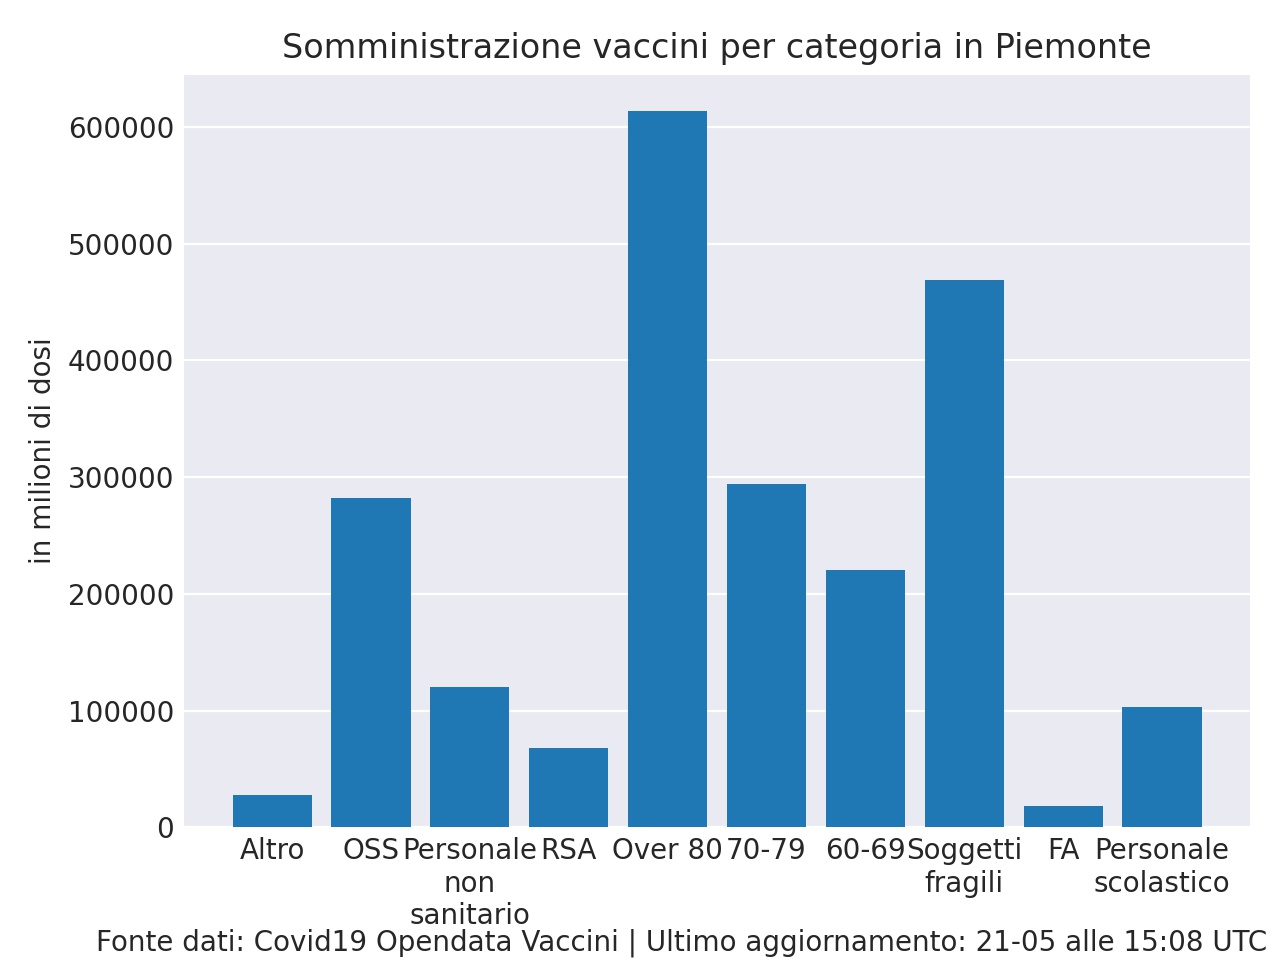 Somministrazione vaccini per categoria in Piemonte
in milioni di dosi
600000
500000
400000
300000
200000
100000
0
Altro
OSS
Personale
non
sanitario
RSA
Over 80
70-79
60-69
Soggetti
fragili
FA
Personale
scolastico
Fonte dati: Covid19 Opendata Vaccini | Ultimo aggiornamento: 21-05 alle 15:08 UTC